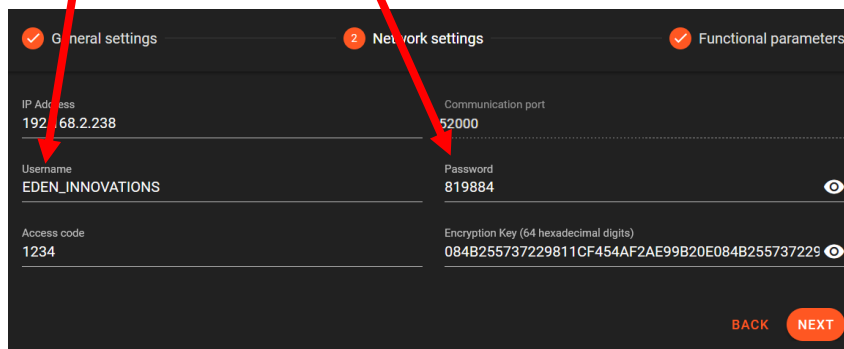 General settings
2 Network settings
Functional parameters
IP Address
Communication port
192.168.2.238
52000
Username
Password
EDEN_INNOVATIONS
819884
Access code
Encryption Key (64 hexadecimal digits)
1234
084B255737229811CF454AF2AE99B20E084B255737229
BACK
NEXT